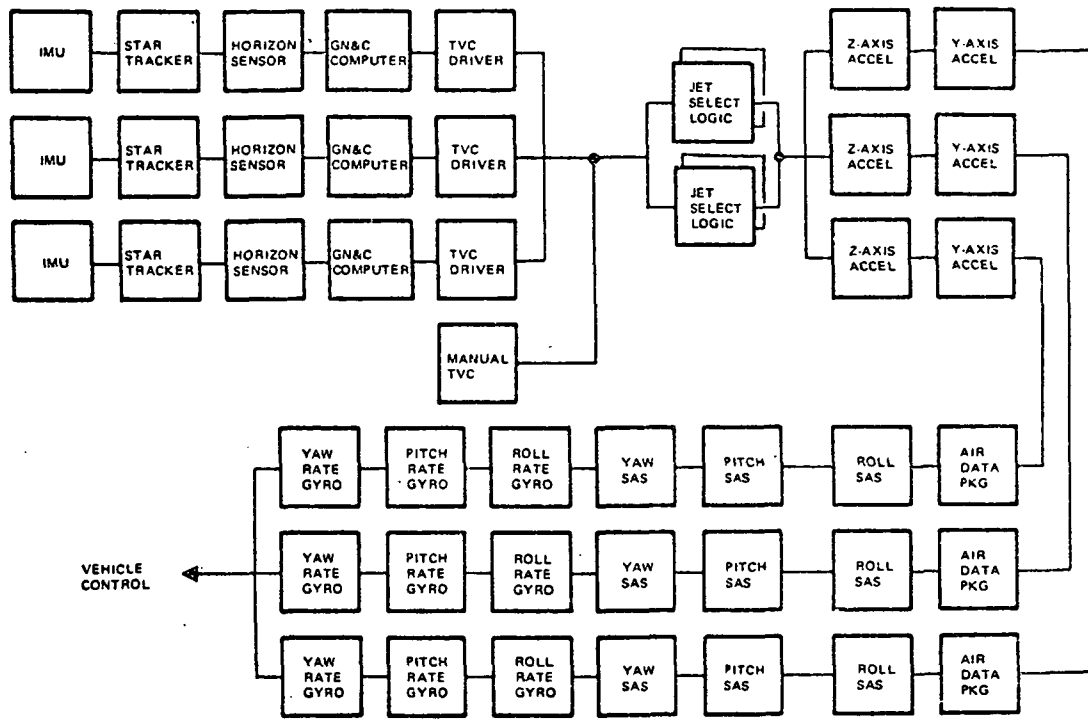 IMU
STAR
TRACKER
HORIZON
SENSOR
GN&C
COMPUTER
TVC
DRIVER
JET
SELECT
LOGIC
Z-AXIS
ACCEL
Y-AXIS
ACCEL
IMU
STAR
TRACKER
HORIZON
SENSOR
GN&C
COMPUTER
TVC
DRIVER
JET
SELECT
LOGIC
Z-AXIS
ACCEL
Y-AXIS
ACCEL
IMU
STAR
TRACKER
HORIZON
SENSOR
GN&C
COMPUTER
TVC
DRIVER
Z-AXIS
ACCEL
Y-AXIS
ACCEL
MANUAL
TVC
YAW
RATE
GYRO
PITCH
RATE
GYRO
ROLL
RATE
GYRO
YAW
SAS
PITCH
SAS
ROLL
SAS
AIR
DATA
PKG
VEHICLE
CONTROL
YAW
RATE
GYRO
PITCH
RATE
GYRO
ROLL
RATE
GYRO
YAW
SAS
PITCH
SAS
ROLL
SAS
AIR
DATA
PKG
YAW
RATE
GYRO
PITCH
RATE
GYRO
ROLL
RATE
GYRO
YAW
SAS
PITCH
SAS
ROLL
SAS
AIR
DATA
PKG